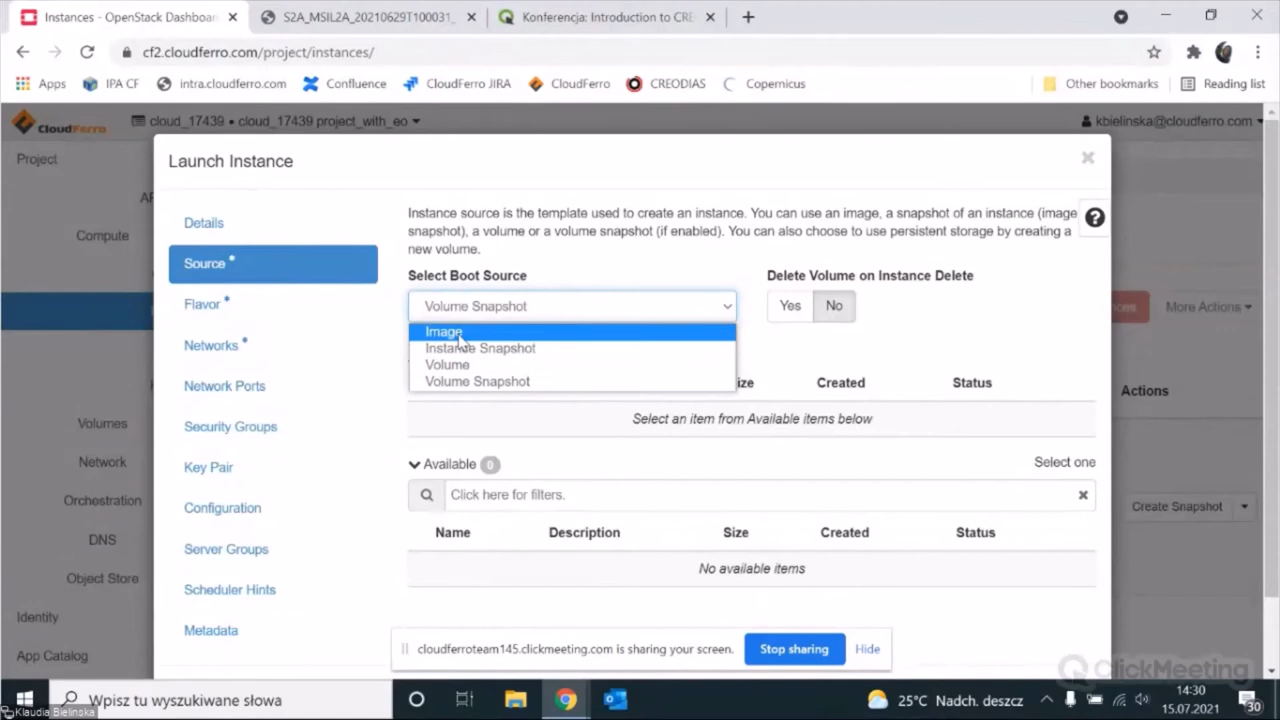 Instances - OpenStack Dashboar
S2A_MSIL2A_20210629T100031_
Konferencja: Introduction to CRE
cf2.cloudferro.com/project/instances/
Apps
IPA CF
intra.cloudferro.com
Confluence
CloudFerro JIRA
CloudFerro
CREODIAS
Copernicus
Other bookmarks
Reading list
CloudFerro
cloud_17439 • cloud_17439 project_with_eo
kbielinska@cloudferro.com
Project
Launch Instance
AP
Compute
Details
Source *
Flavor *
Networks *
Network Ports
Security Groups
Key Pair
Configuration
Server Groups
Scheduler Hints
Metadata
Volumes
Network
Orchestration
DNS
Object Store
Identity
App Catalog
Instance source is the template used to create an instance. You can use an image, a snapshot of an instance (image
snapshot), a volume or a volume snapshot (if enabled). You can also choose to use persistent storage by creating a
new volume.
Select Boot Source
Delete Volume on Instance Delete
Volume Snapshot
Yes
No
Image
Instance Snapshot
Volume
Volume Snapshot
ize
Created
Status
Select an item from Available items below
Available 0
Select one
Click here for filters.
Name
Description
Size
Created
Status
No available items
nces
More Actions
Actions
Create Snapshot
cloudferroteam145.clickmeeting.com is sharing your screen.
Stop sharing
Hide
ClickMeeting
Wpisz tu wyszukiwane słowa
25°C Nadch. deszcz
14:30
15.07.2021
30
Klaudia Bielinska